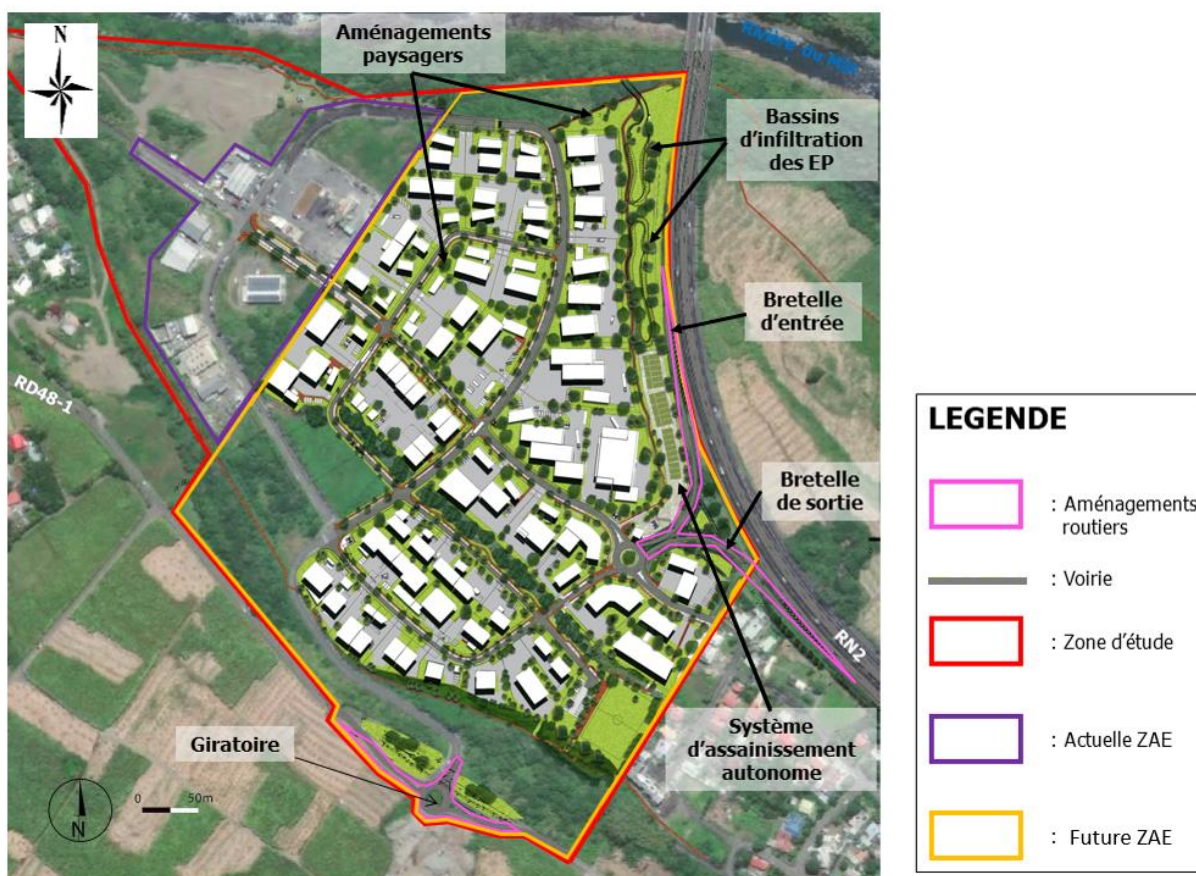 N
Aménagements
paysagers
Rivière du Mât
Bassins
d'infiltration
des EP
Bretelle
d'entrée
RD48-1
Bretelle
de sortie
RN2
Système
d'assainissement
autonome
Giratoire
0 50m
N
LEGENDE
: Aménagements
routiers
: Voirie
: Zone d'étude
: Actuelle ZAE
: Future ZAE